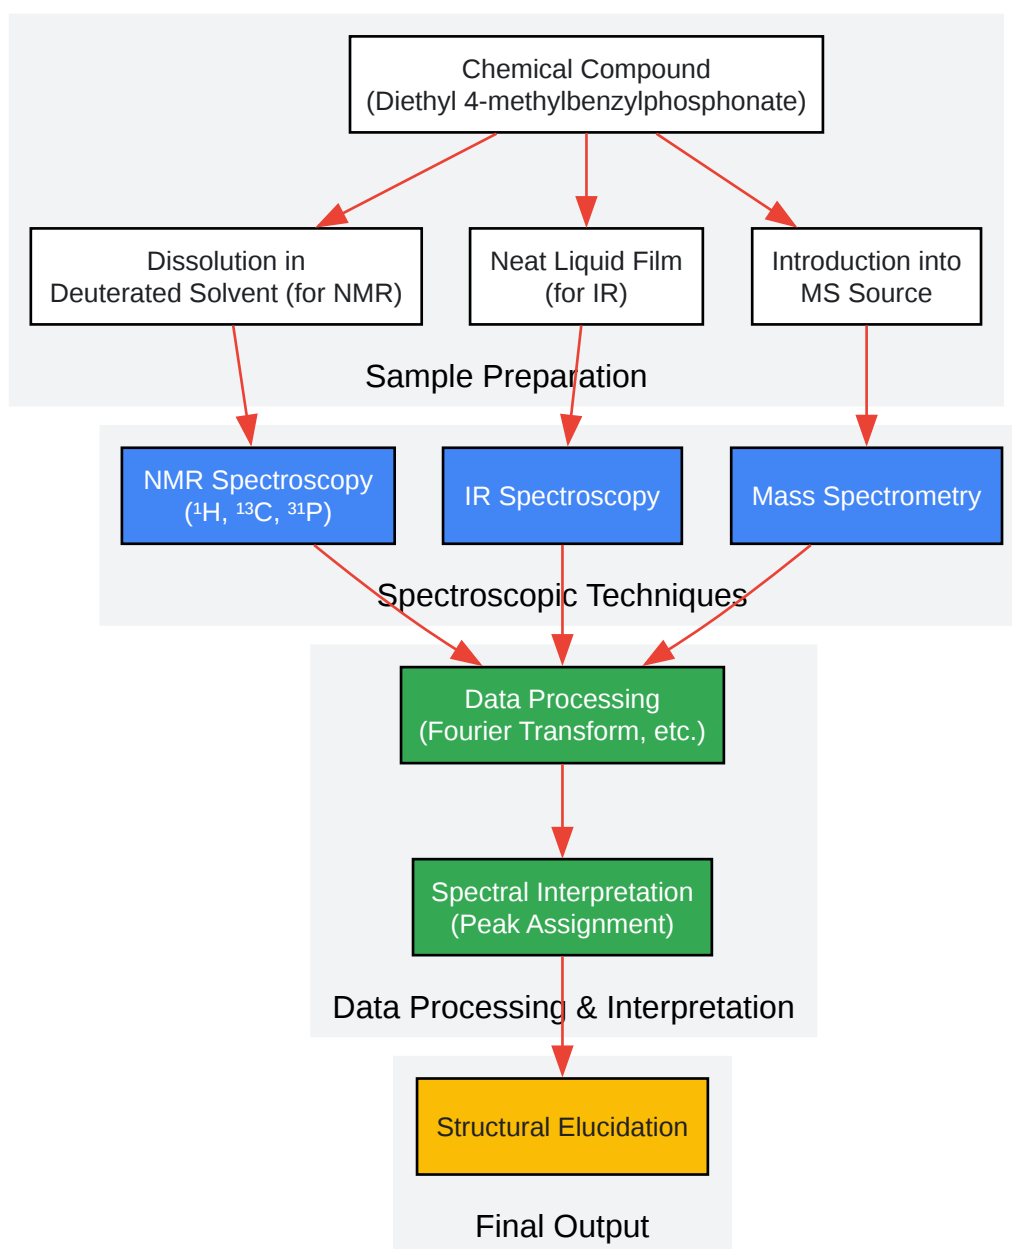 Chemical Compound
(Diethyl 4-methylbenzylphosphonate)
Dissolution in
Deuterated Solvent (for NMR)
Neat Liquid Film
(for IR)
Introduction into
MS Source
Sample Preparation
NMR Spectroscopy
(¹H, ¹³C, ³¹P)
IR Spectroscopy
Mass Spectrometry
Spectroscopic Techniques
Data Processing
(Fourier Transform, etc.)
Spectral Interpretation
(Peak Assignment)
Data Processing & Interpretation
Structural Elucidation
Final Output